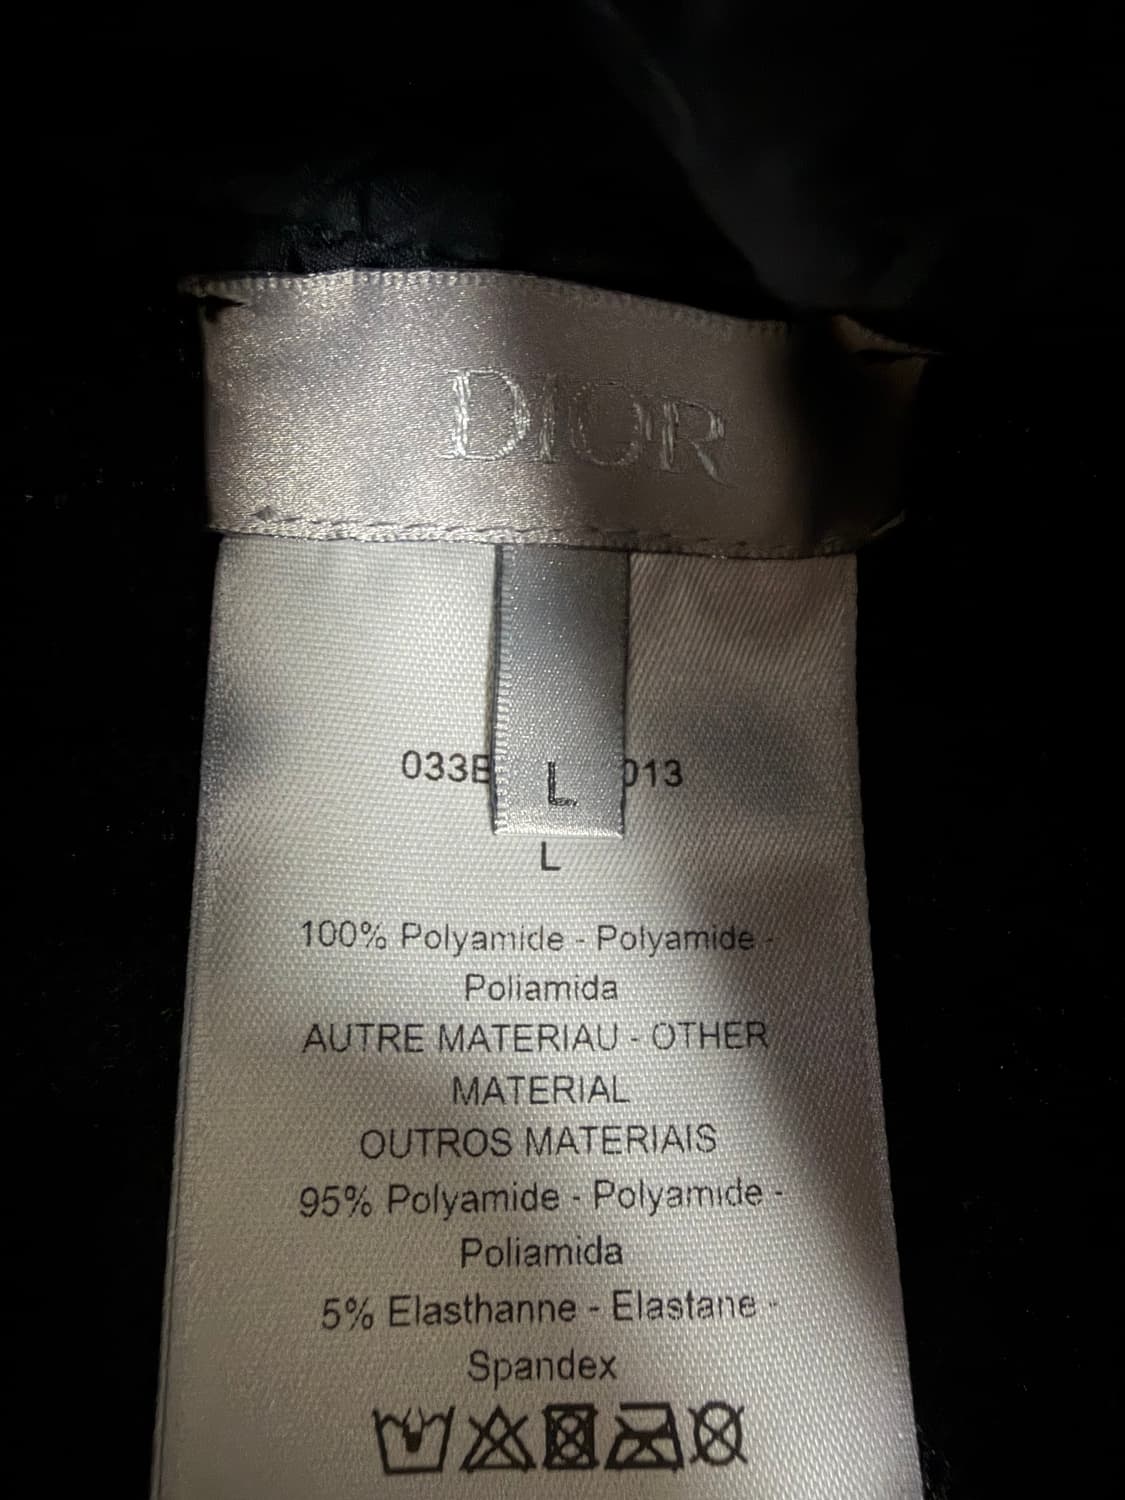 DIOR
033E 013
L
L
100% Polyamide - Polyamide -
Poliamida
AUTRE MATERIAU - OTHER
MATERIAL
OUTROS MATERIAIS
95% Polyamide - Polyamide -
Poliamida
5% Elasthanne - Elastane -
Spandex